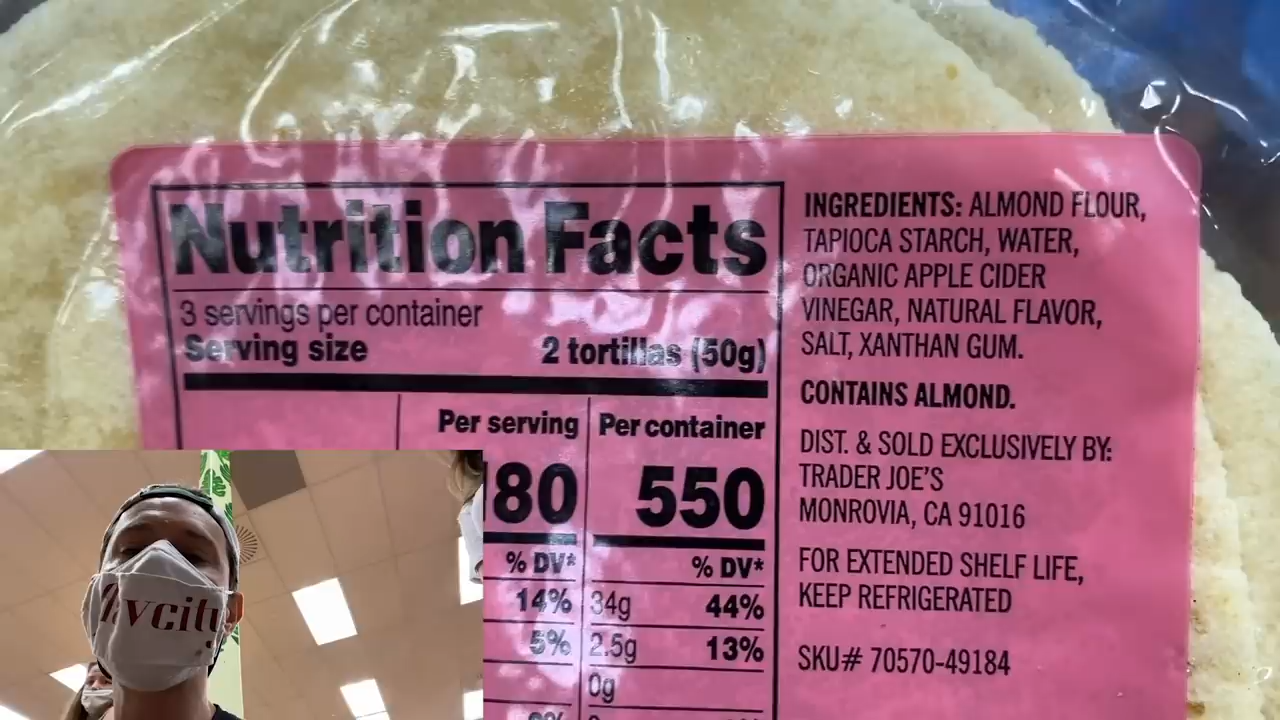 Nutrition Facts
3 servings per container
Serving size 2 tortillas (50g)
Per serving Per container
80 550
% DV* % DV*
14% 34g 44%
5% 2.5g 13%
0g
INGREDIENTS: ALMOND FLOUR,
TAPIOCA STARCH, WATER,
ORGANIC APPLE CIDER
VINEGAR, NATURAL FLAVOR,
SALT, XANTHAN GUM.
CONTAINS ALMOND.
DIST. & SOLD EXCLUSIVELY BY:
TRADER JOE'S
MONROVIA, CA 91016
FOR EXTENDED SHELF LIFE,
KEEP REFRIGERATED
SKU# 70570-49184